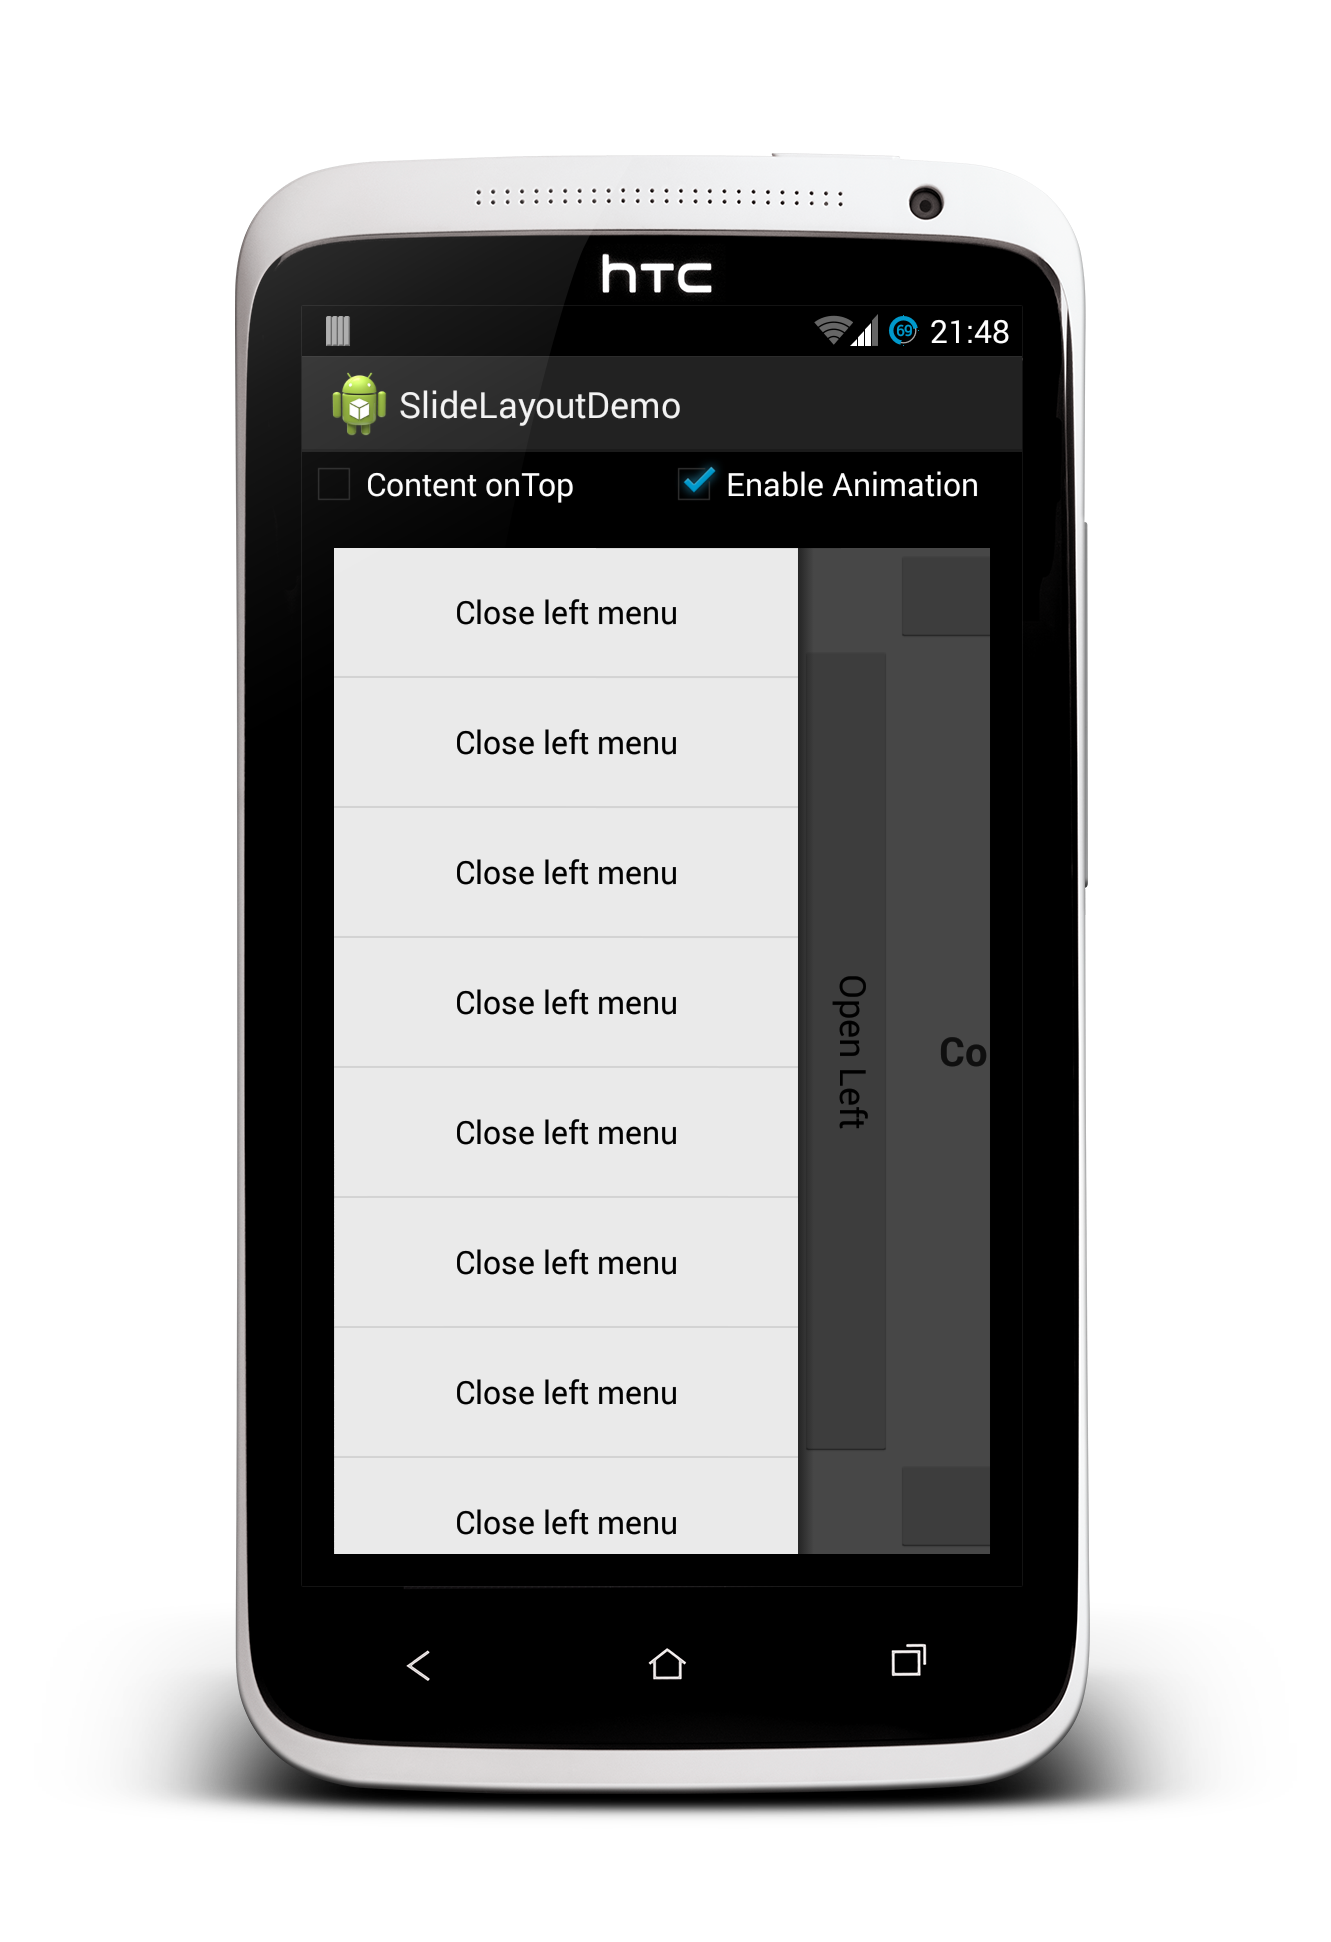 hTC
69 21:48
SlideLayoutDemo
Content onTop
Enable Animation
Close left menu
Close left menu
Close left menu
Close left menu
Close left menu
Close left menu
Close left menu
Close left menu
Open Left
Co